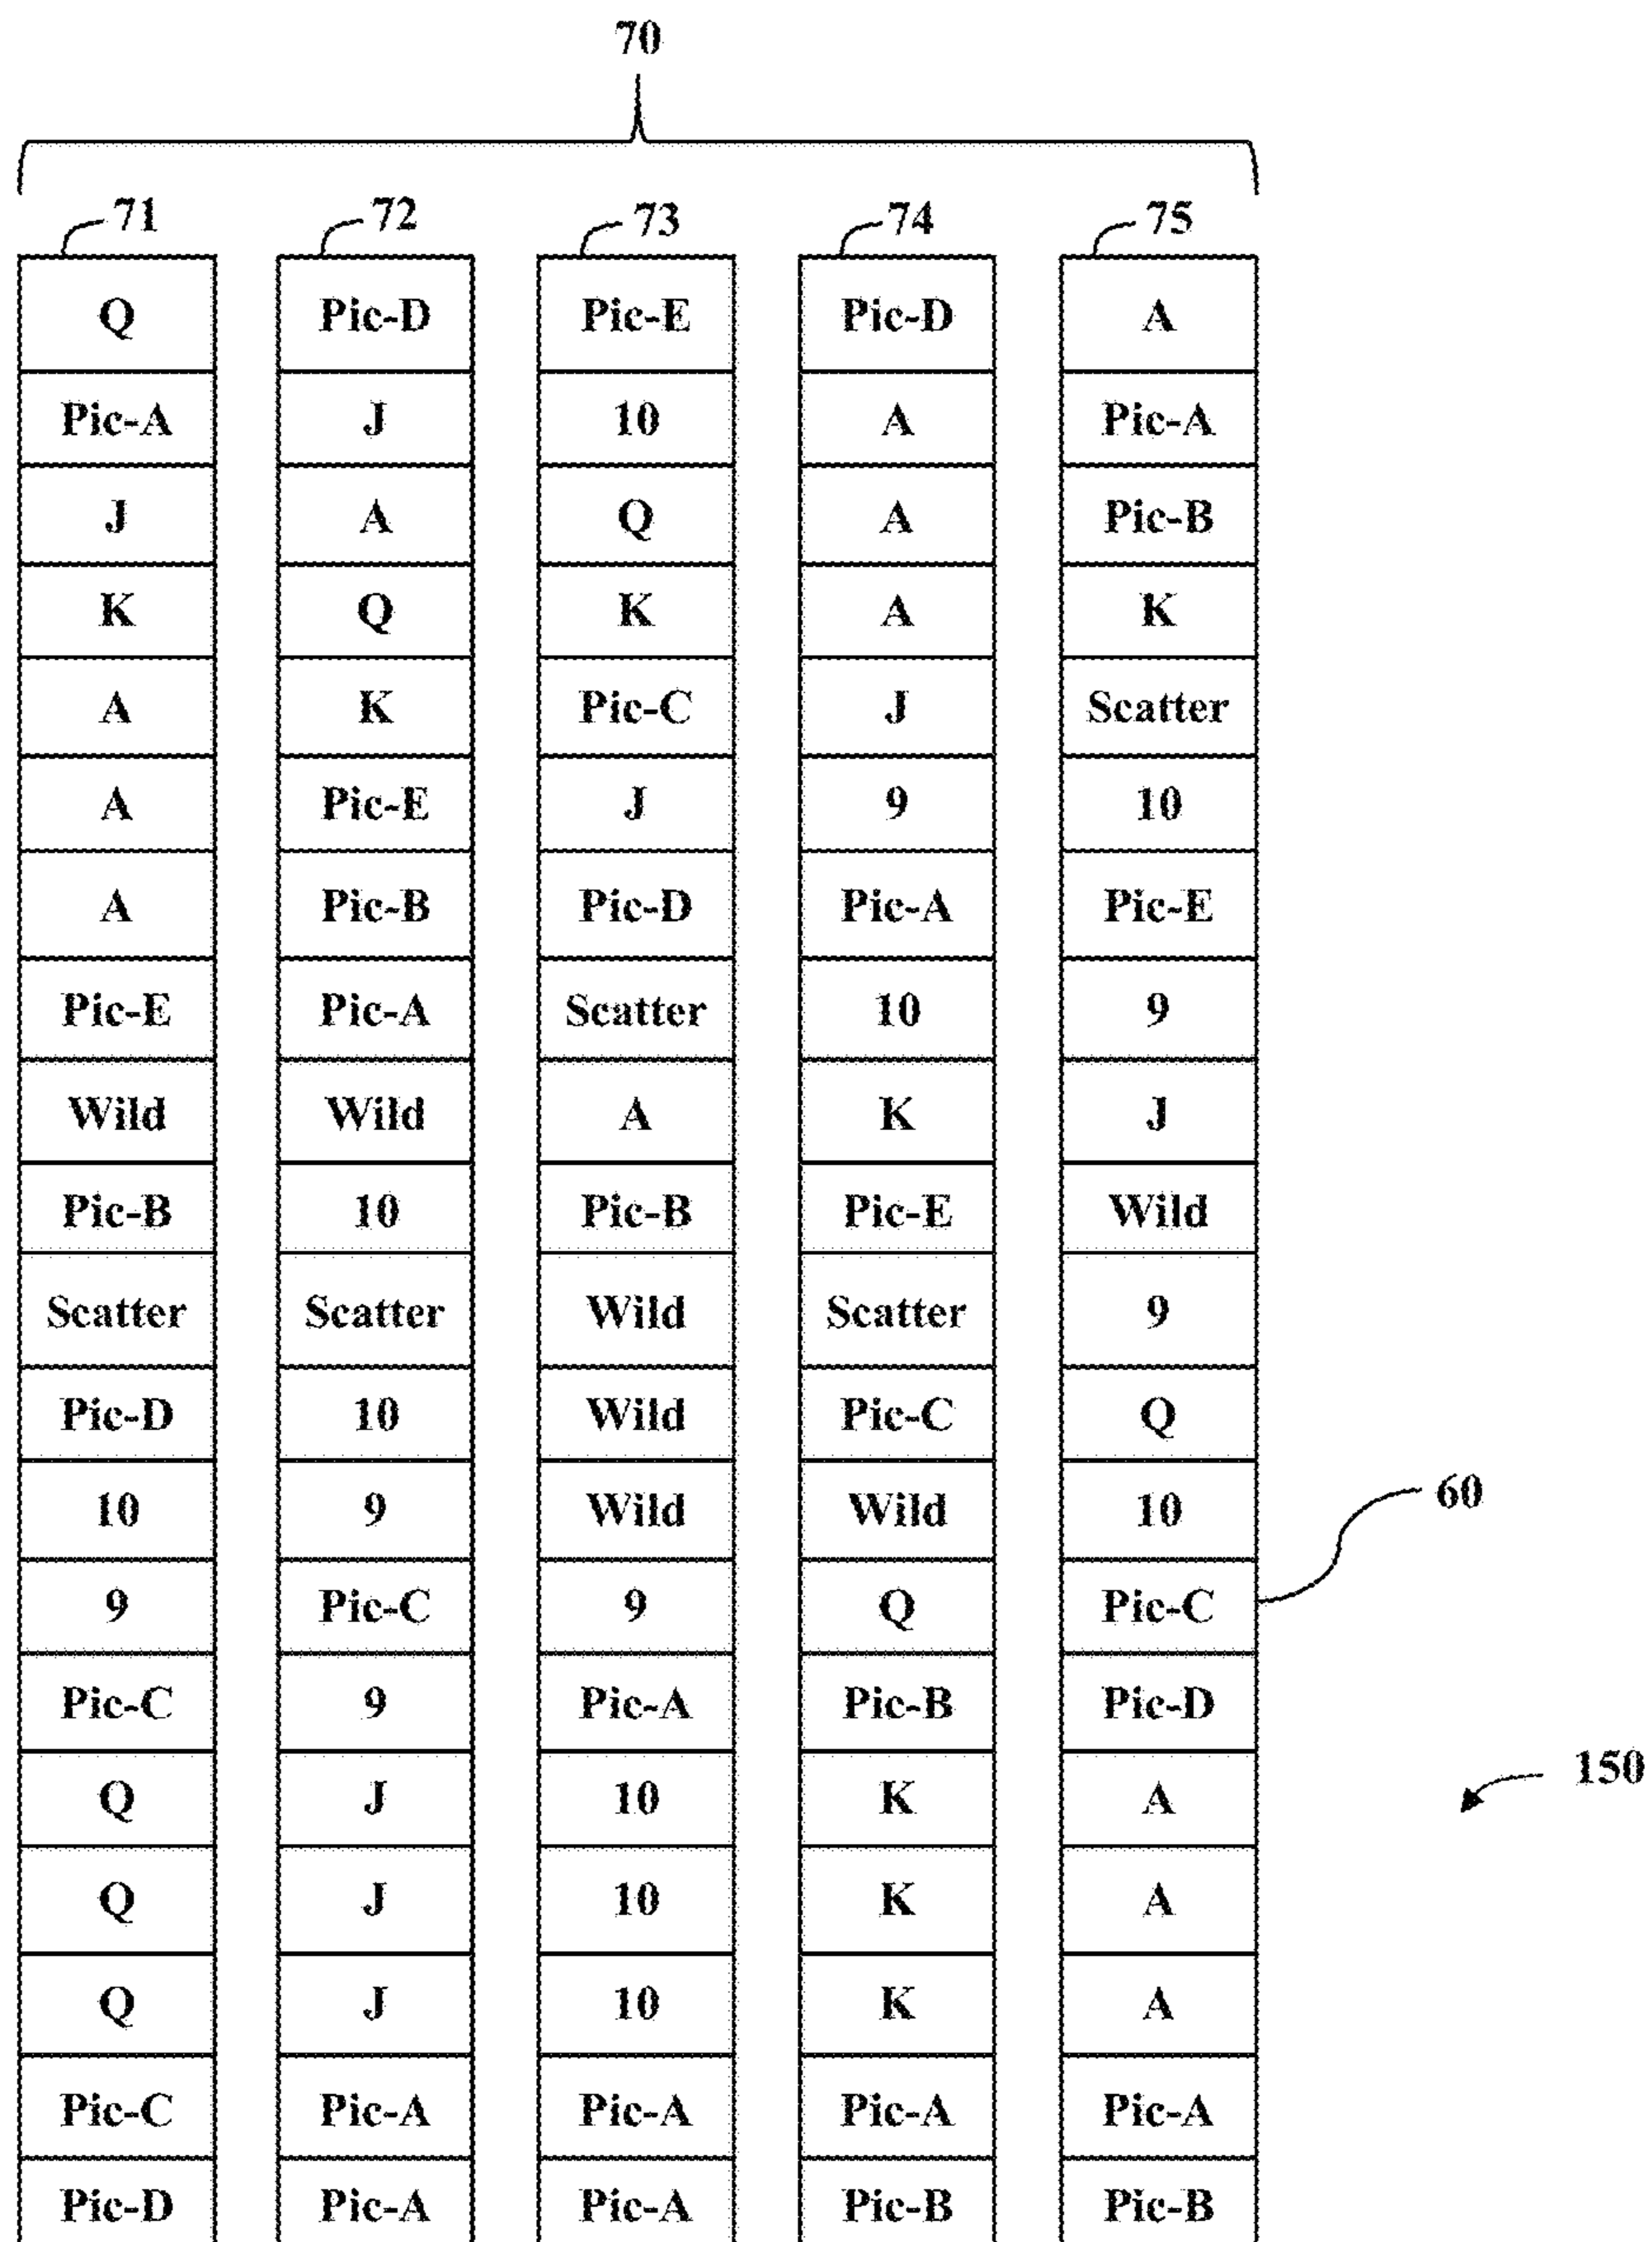 70
71 72 73 74 75
Q Pic-D Pic-E Pic-D A
Pic-A J 10 A Pic-A
J A Q A Pic-B
K Q K A K
A K Pic-C J Scatter
A Pic-E J 9 10
A Pic-B Pic-D Pic-A Pic-E
Pic-E Pic-A Scatter 10 9
Wild Wild A K J
Pic-B 10 Pic-B Pic-E Wild
Scatter Scatter Wild Scatter 9
Pic-D 10 Wild Pic-C Q
10 9 Wild Wild 10 60
9 Pic-C 9 Q Pic-C
Pic-C 9 Pic-A Pic-B Pic-D
Q J 10 K A 150
Q J 10 K A
Q J 10 K A
Pic-C Pic-A Pic-A Pic-A Pic-A
Pic-D Pic-A Pic-A Pic-B Pic-B